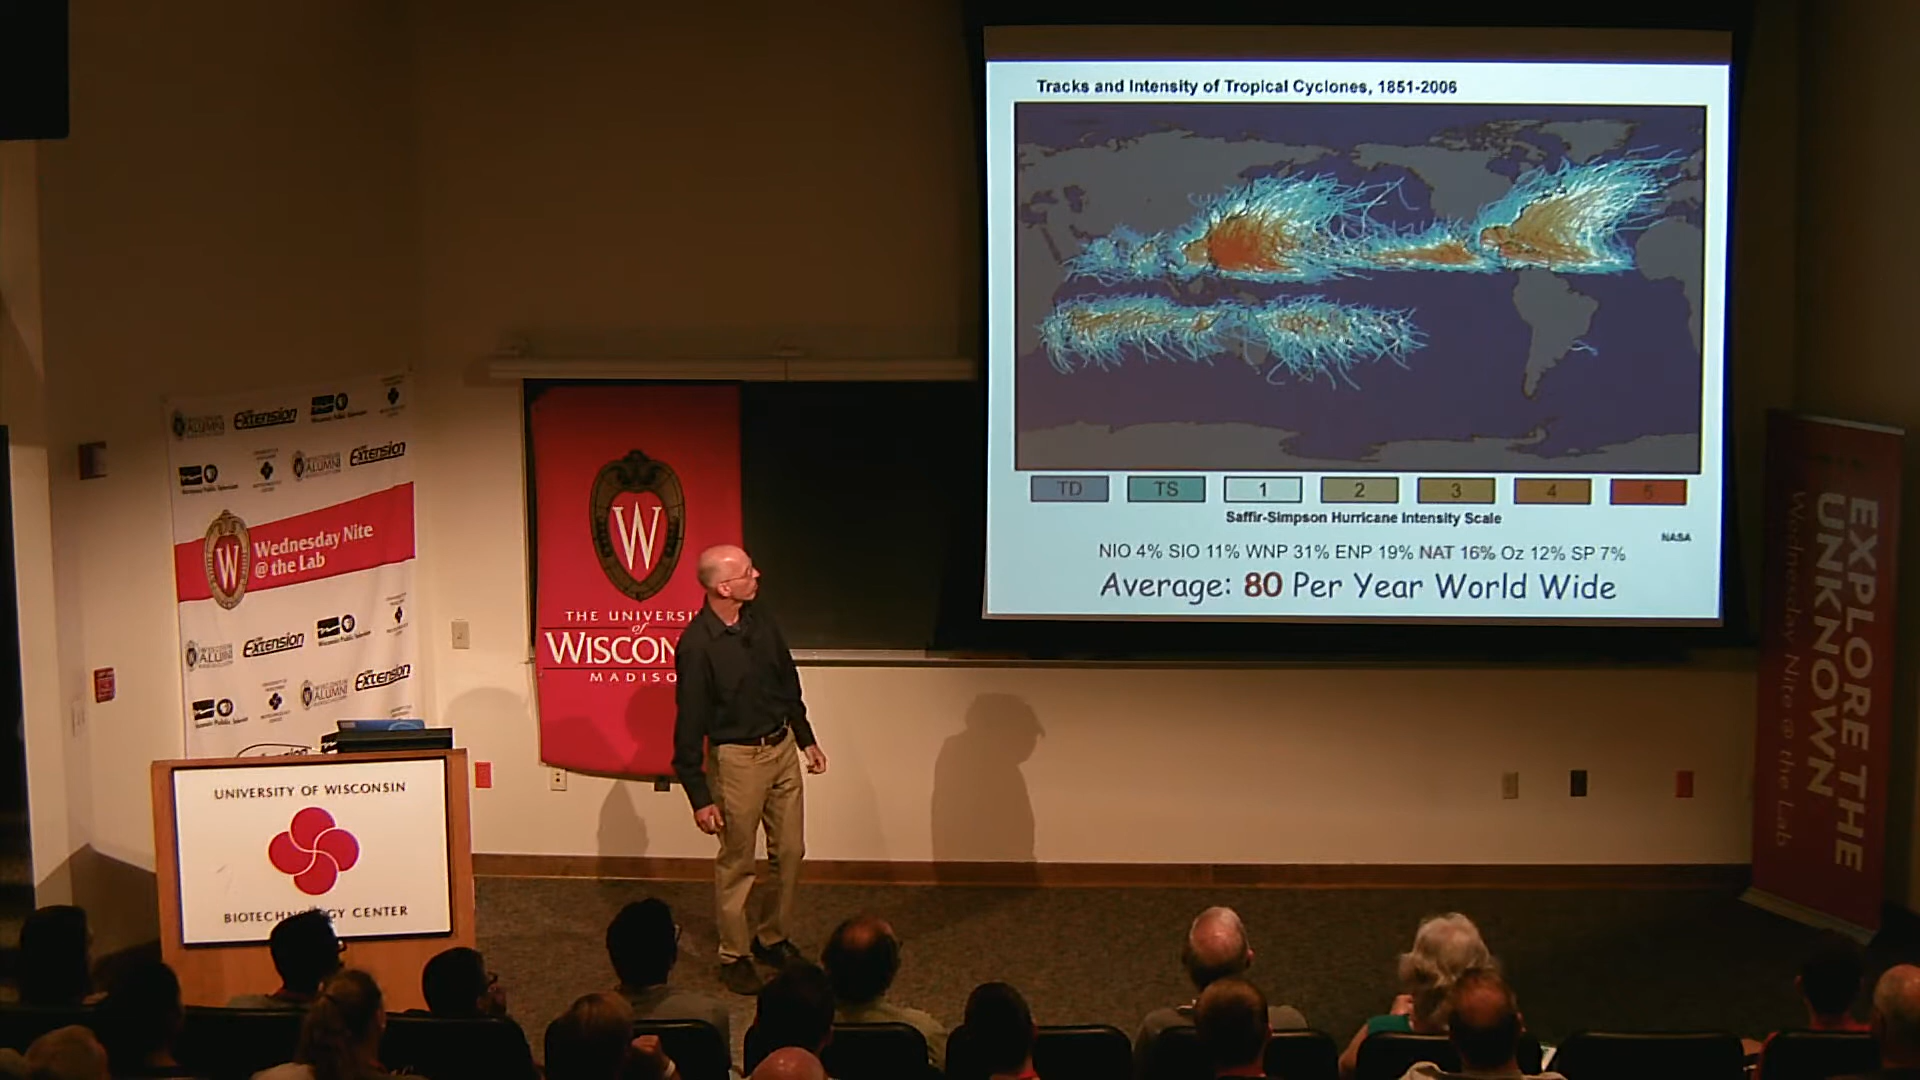 Tracks and Intensity of Tropical Cyclones, 1851-2006
TD TS 1 2 3 4 5
Saffir-Simpson Hurricane Intensity Scale
NASA
NIO 4% SIO 11% WNP 31% ENP 19% NAT 16% Oz 12% SP 7%
Average: 80 Per Year World Wide
Extension
Extension
W
Wednesday Nite
@ the Lab
Extension
Extension
W
THE UNIVERSI
of
WISCON
MADISO
UNIVERSITY OF WISCONSIN
BIOTECHN GY CENTER
EXPLORE THE
UNKNOWN
Wednesday Nite @ the Lab